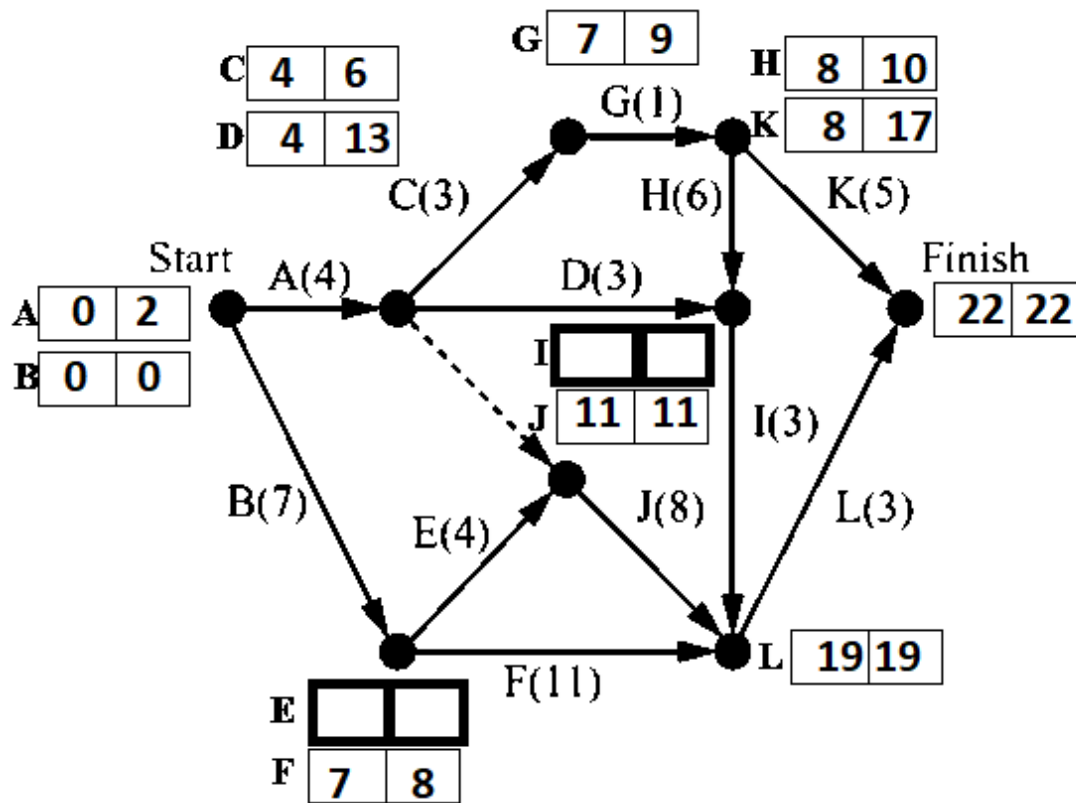 G 7 9
C 4 6
H 8 10
G(1)
D 4 13
K 8 17
C(3)
H(6)
K(5)
Start
A(4)
D(3)
Finish
A 0 2
22 22
B 0 0
I
J 11 11
I(3)
B(7)
E(4)
J(8)
L(3)
F(11)
L 19 19
E
F 7 8